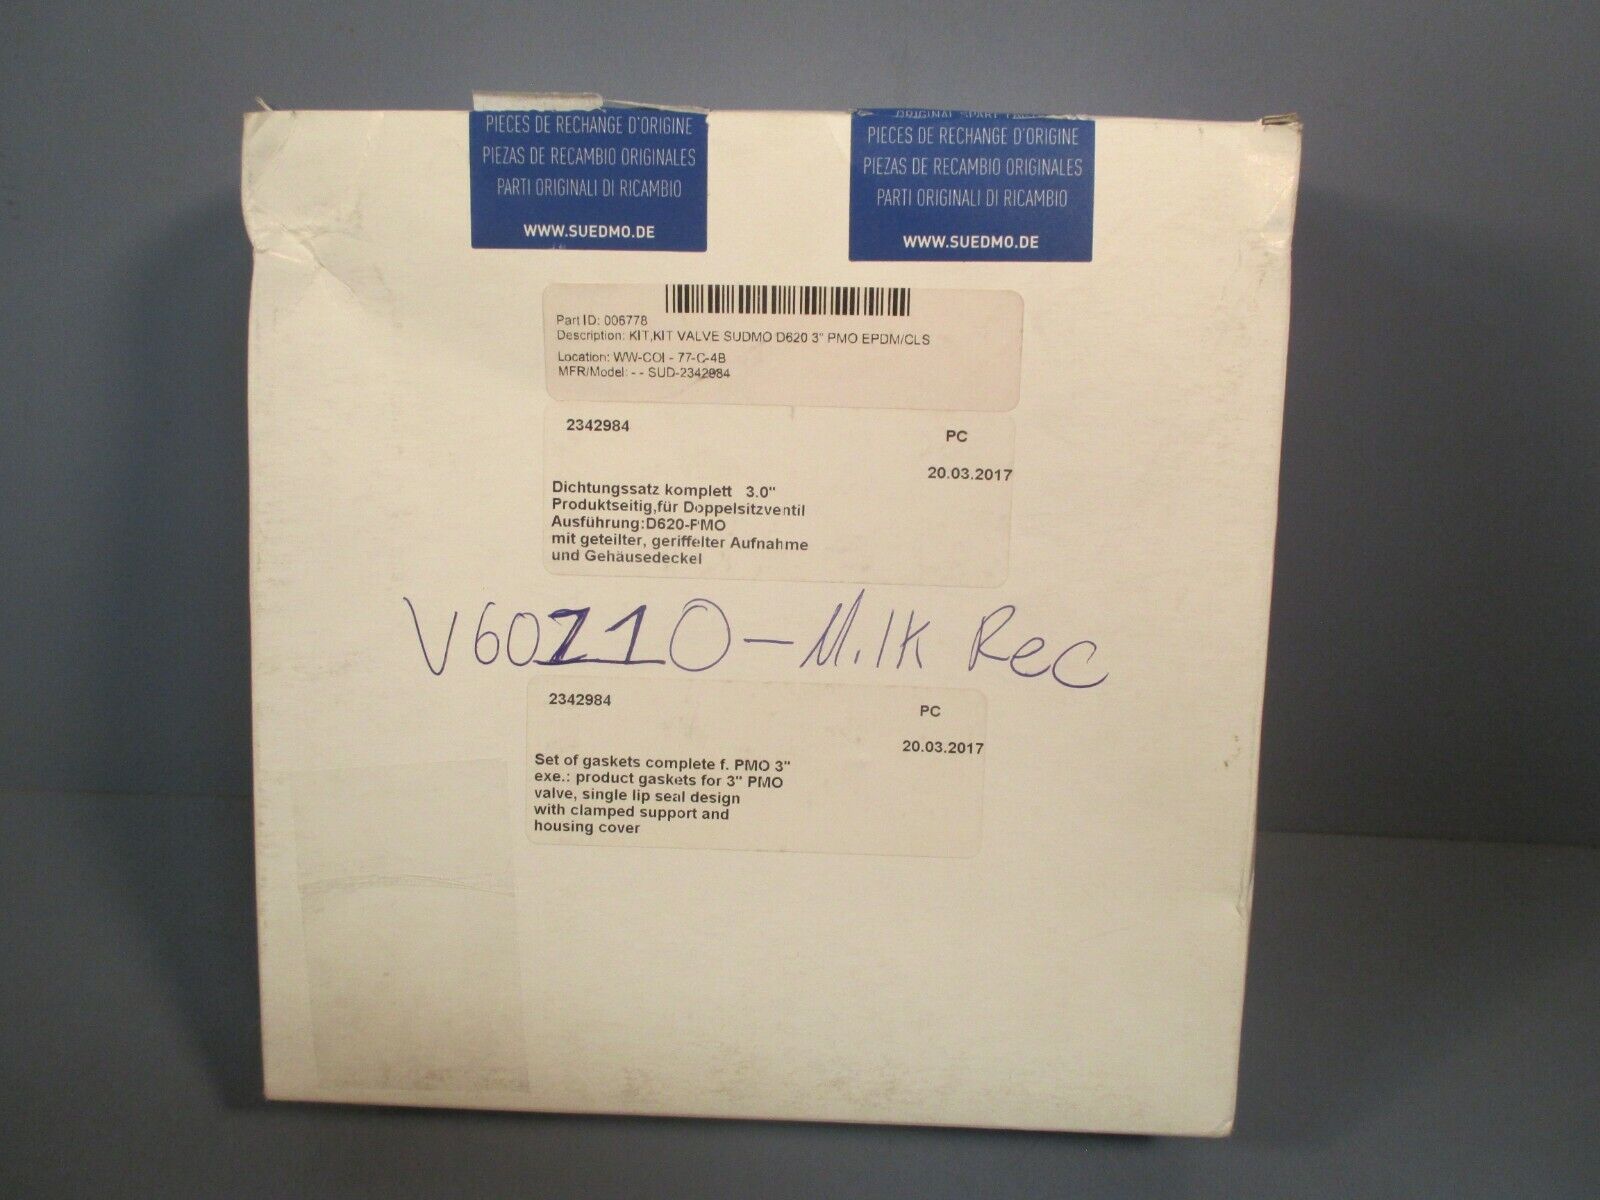 PIECES DE RECHANGE D'ORIGINE
PIEZAS DE RECAMBIO ORIGINALES
PARTI ORIGINALI DI RICAMBIO
WWW.SUEDMO.DE
PIECES DE RECHANGE D'ORIGINE
PIEZAS DE RECAMBIO ORIGINALES
PARTI ORIGINALI DI RICAMBIO
WWW.SUEDMO.DE
Part ID: 006778
Description: KIT,KIT VALVE SUDMO D620 3" PMO EPDM/CLS
Location: WW-COI - 77-C-4B
MFR/Model: - - SUD-2342984
2342984
PC
20.03.2017
Dichtungssatz komplett 3.0"
Produktseitig,für Doppelsitzventil
Ausführung:D620-PMO
mit geteilter, geriffelter Aufnahme
und Gehäusedeckel
V60110-Milk Rec
2342984
PC
20.03.2017
Set of gaskets complete f. PMO 3"
exe.: product gaskets for 3" PMO
valve, single lip seal design
with clamped support and
housing cover